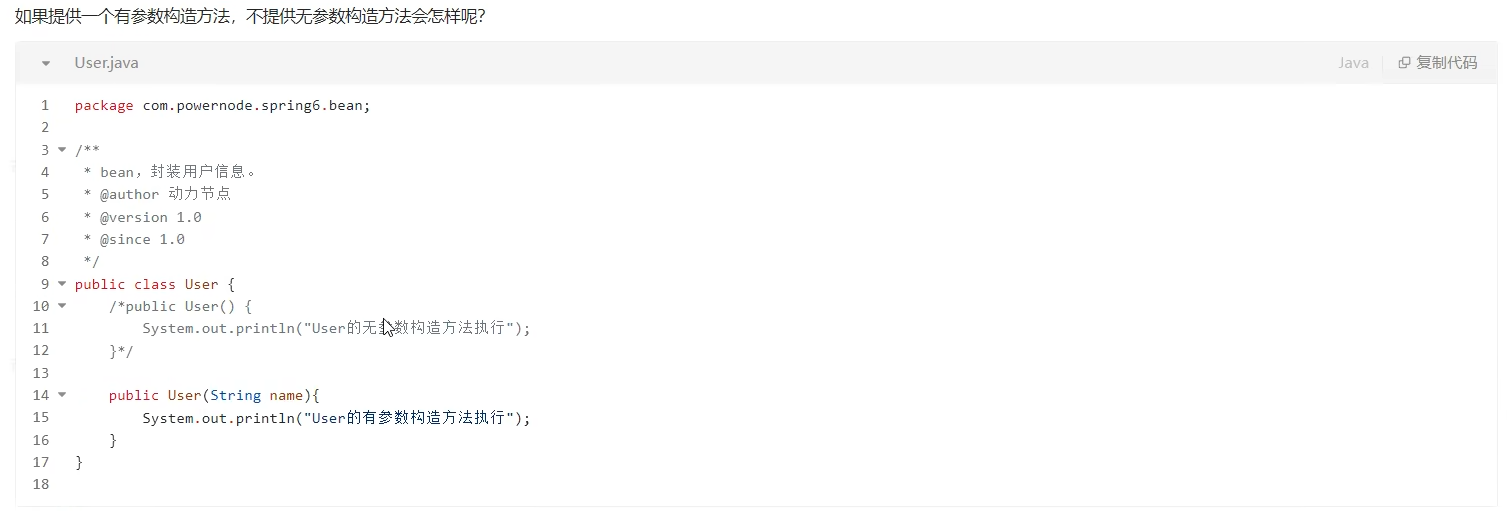 如果提供一个有参数构造方法，不提供无参数构造方法会怎样呢？
User.java Java 复制代码
1 package com.powernode.spring6.bean;
2
3 /**
4 * bean，封装用户信息。
5 * @author 动力节点
6 * @version 1.0
7 * @since 1.0
8 */
9 public class User {
10 /*public User() {
11 System.out.println("User的无参数构造方法执行");
12 }*/
13
14 public User(String name){
15 System.out.println("User的有参数构造方法执行");
16 }
17 }
18